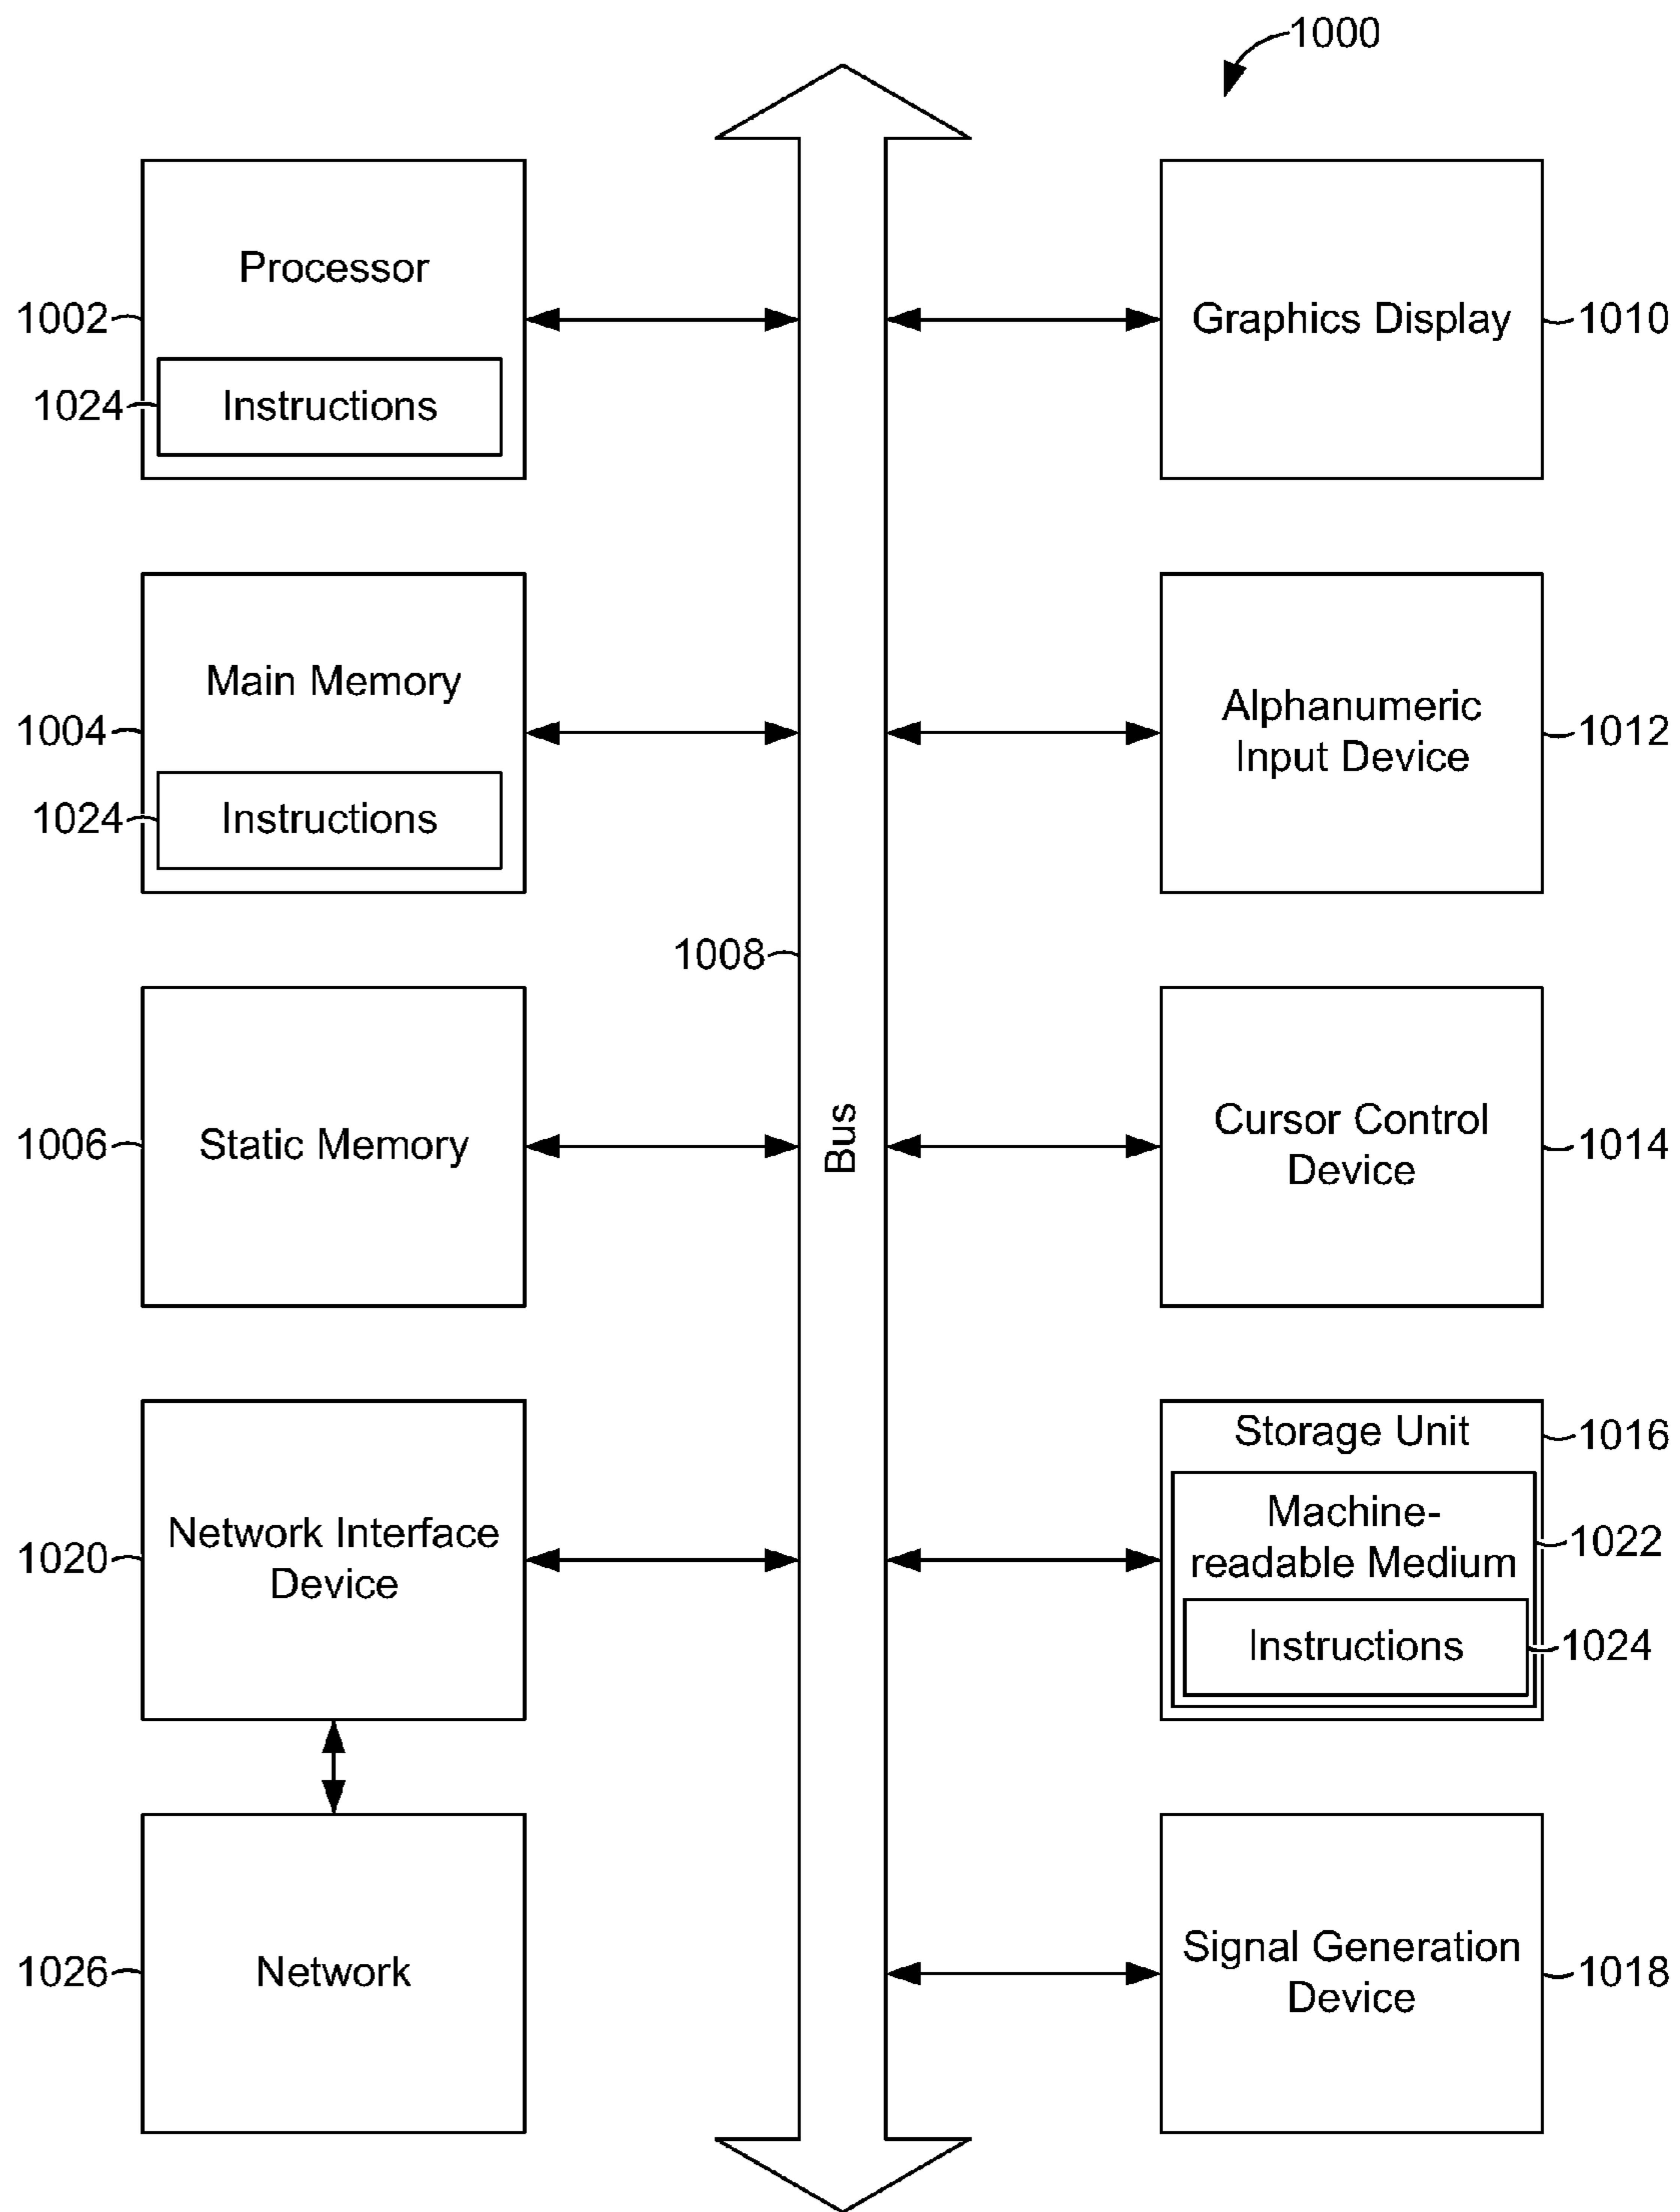 1000
Processor
1002
1024
Instructions
Graphics Display
1010
Main Memory
1004
1024
Instructions
Alphanumeric
Input Device
1012
1008
Bus
Static Memory
1006
Cursor Control
Device
1014
Network Interface
Device
1020
Storage Unit
1016
Machine-
readable Medium
1022
Instructions
1024
Network
1026
Signal Generation
Device
1018